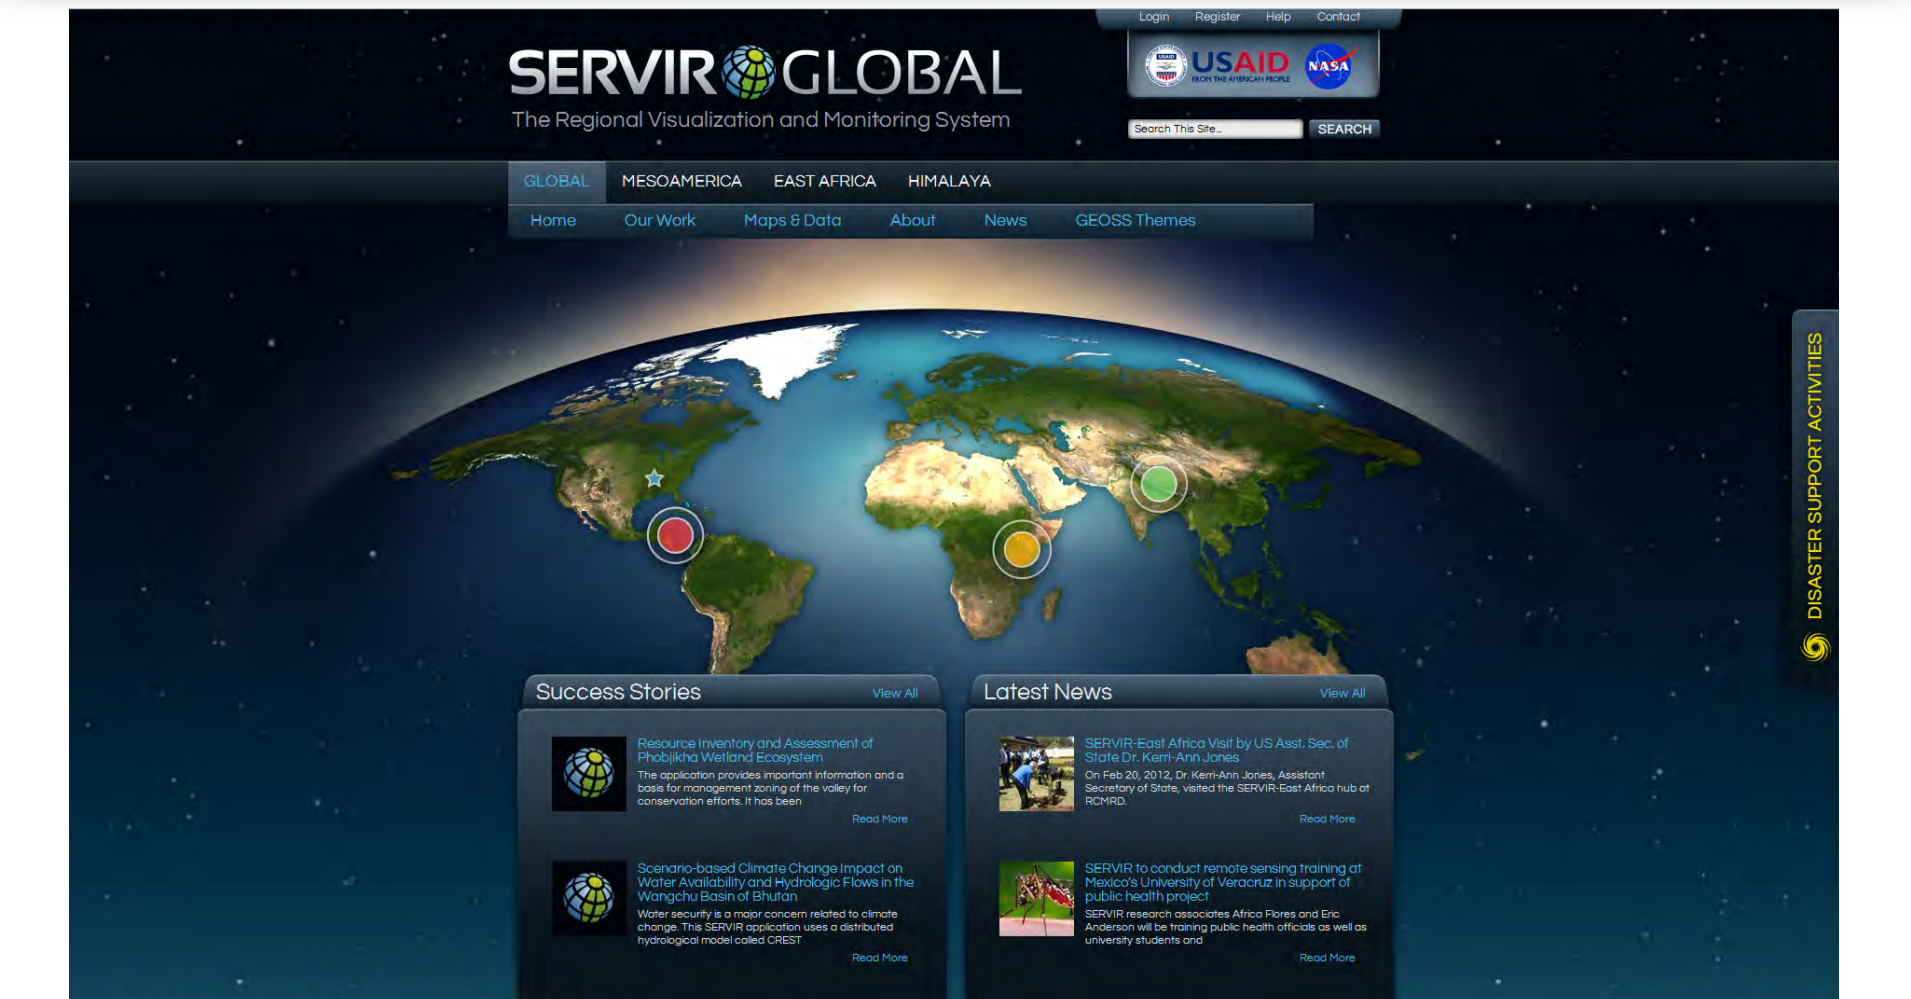 Login Register Help Contact
SERVIR GLOBAL
The Regional Visualization and Monitoring System
USAID
USAID
FROM THE AMERICAN PEOPLE
NASA
Search This Site...
SEARCH
GLOBAL MESOAMERICA EAST AFRICA HIMALAYA
Home Our Work Maps & Data About News GEOSS Themes
DISASTER SUPPORT ACTIVITIES
Success Stories View All
Resource Inventory and Assessment of
Phobjikha Wetland Ecosystem
The application provides important information and a
basis for management zoning of the valley for
conservation efforts. It has been
Read More
Scenario-based Climate Change Impact on
Water Availability and Hydrologic Flows in the
Wangchu Basin of Bhutan
Water security is a major concern related to climate
change. This SERVIR application uses a distributed
hydrological model called CREST
Read More
Latest News View All
SERVIR-East Africa Visit by US Asst. Sec. of
State Dr. Kerri-Ann Jones
On Feb 20, 2012, Dr. Kerri-Ann Jones, Assistant
Secretary of State, visited the SERVIR-East Africa hub at
RCMRD.
Read More
SERVIR to conduct remote sensing training at
Mexico's University of Veracruz in support of
public health project
SERVIR research associates Africa Flores and Eric
Anderson will be training public health officials as well as
university students and
Read More